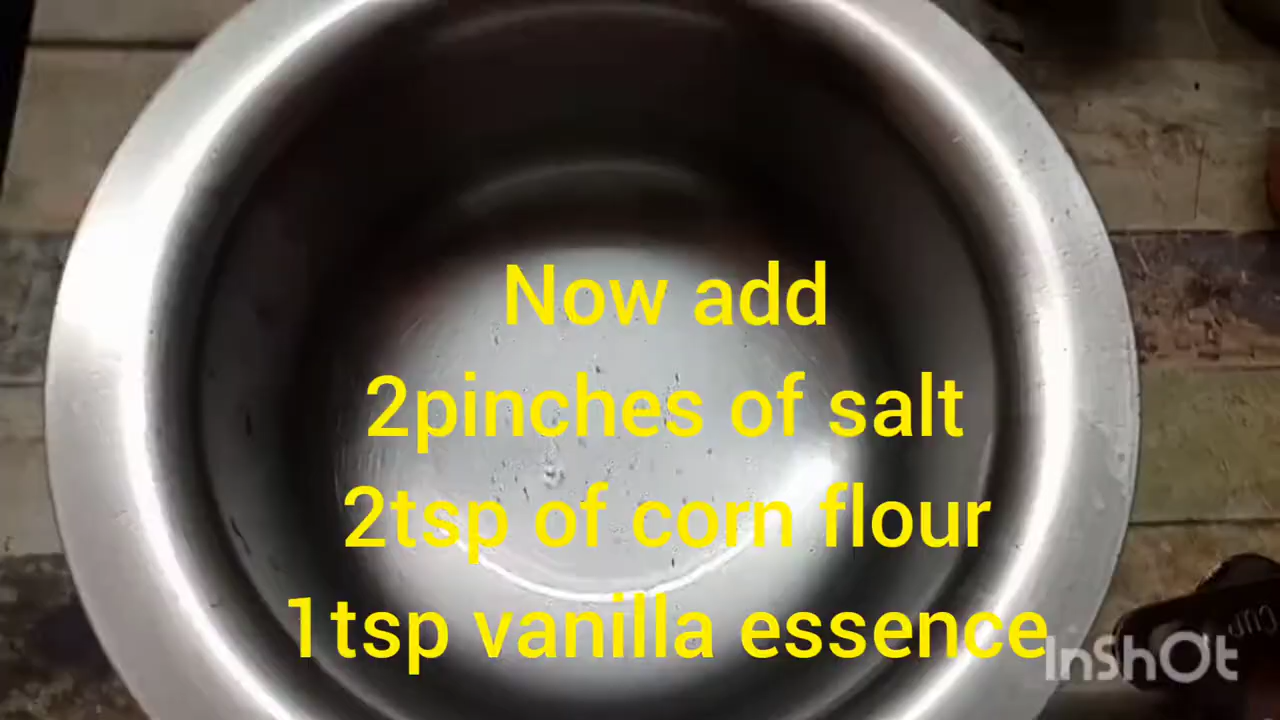 Now add
2pinches of salt
2tsp of corn flour
1tsp vanilla essence
InshOt